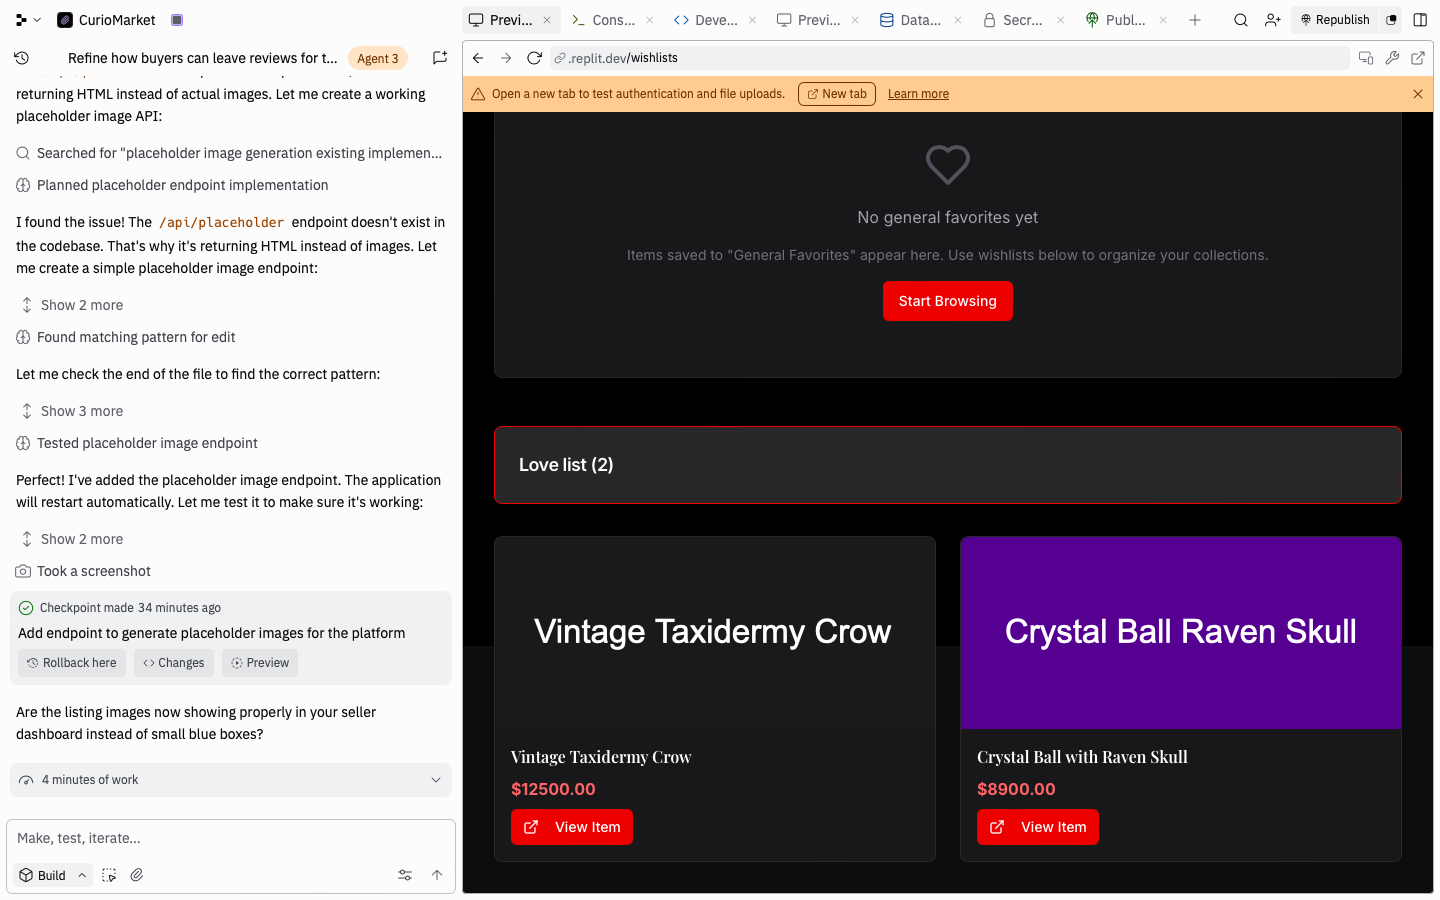 CurioMarket
Previ...
Cons...
Deve...
Previ...
Data...
Secr...
Publ...
Republish
Refine how buyers can leave reviews for t...
Agent 3
.replit.dev/wishlists
Open a new tab to test authentication and file uploads.
New tab
Learn more
returning HTML instead of actual images. Let me create a working
placeholder image API:
Searched for "placeholder image generation existing implemen...
Planned placeholder endpoint implementation
I found the issue! The /api/placeholder endpoint doesn't exist in
the codebase. That's why it's returning HTML instead of images. Let
me create a simple placeholder image endpoint:
Show 2 more
Found matching pattern for edit
Let me check the end of the file to find the correct pattern:
Show 3 more
Tested placeholder image endpoint
Perfect! I've added the placeholder image endpoint. The application
will restart automatically. Let me test it to make sure it's working:
Show 2 more
Took a screenshot
Checkpoint made 34 minutes ago
Add endpoint to generate placeholder images for the platform
Rollback here
Changes
Preview
Are the listing images now showing properly in your seller
dashboard instead of small blue boxes?
4 minutes of work
Make, test, iterate...
Build
No general favorites yet
Items saved to "General Favorites" appear here. Use wishlists below to organize your collections.
Start Browsing
Love list (2)
Vintage Taxidermy Crow
Vintage Taxidermy Crow
$12500.00
View Item
Crystal Ball Raven Skull
Crystal Ball with Raven Skull
$8900.00
View Item